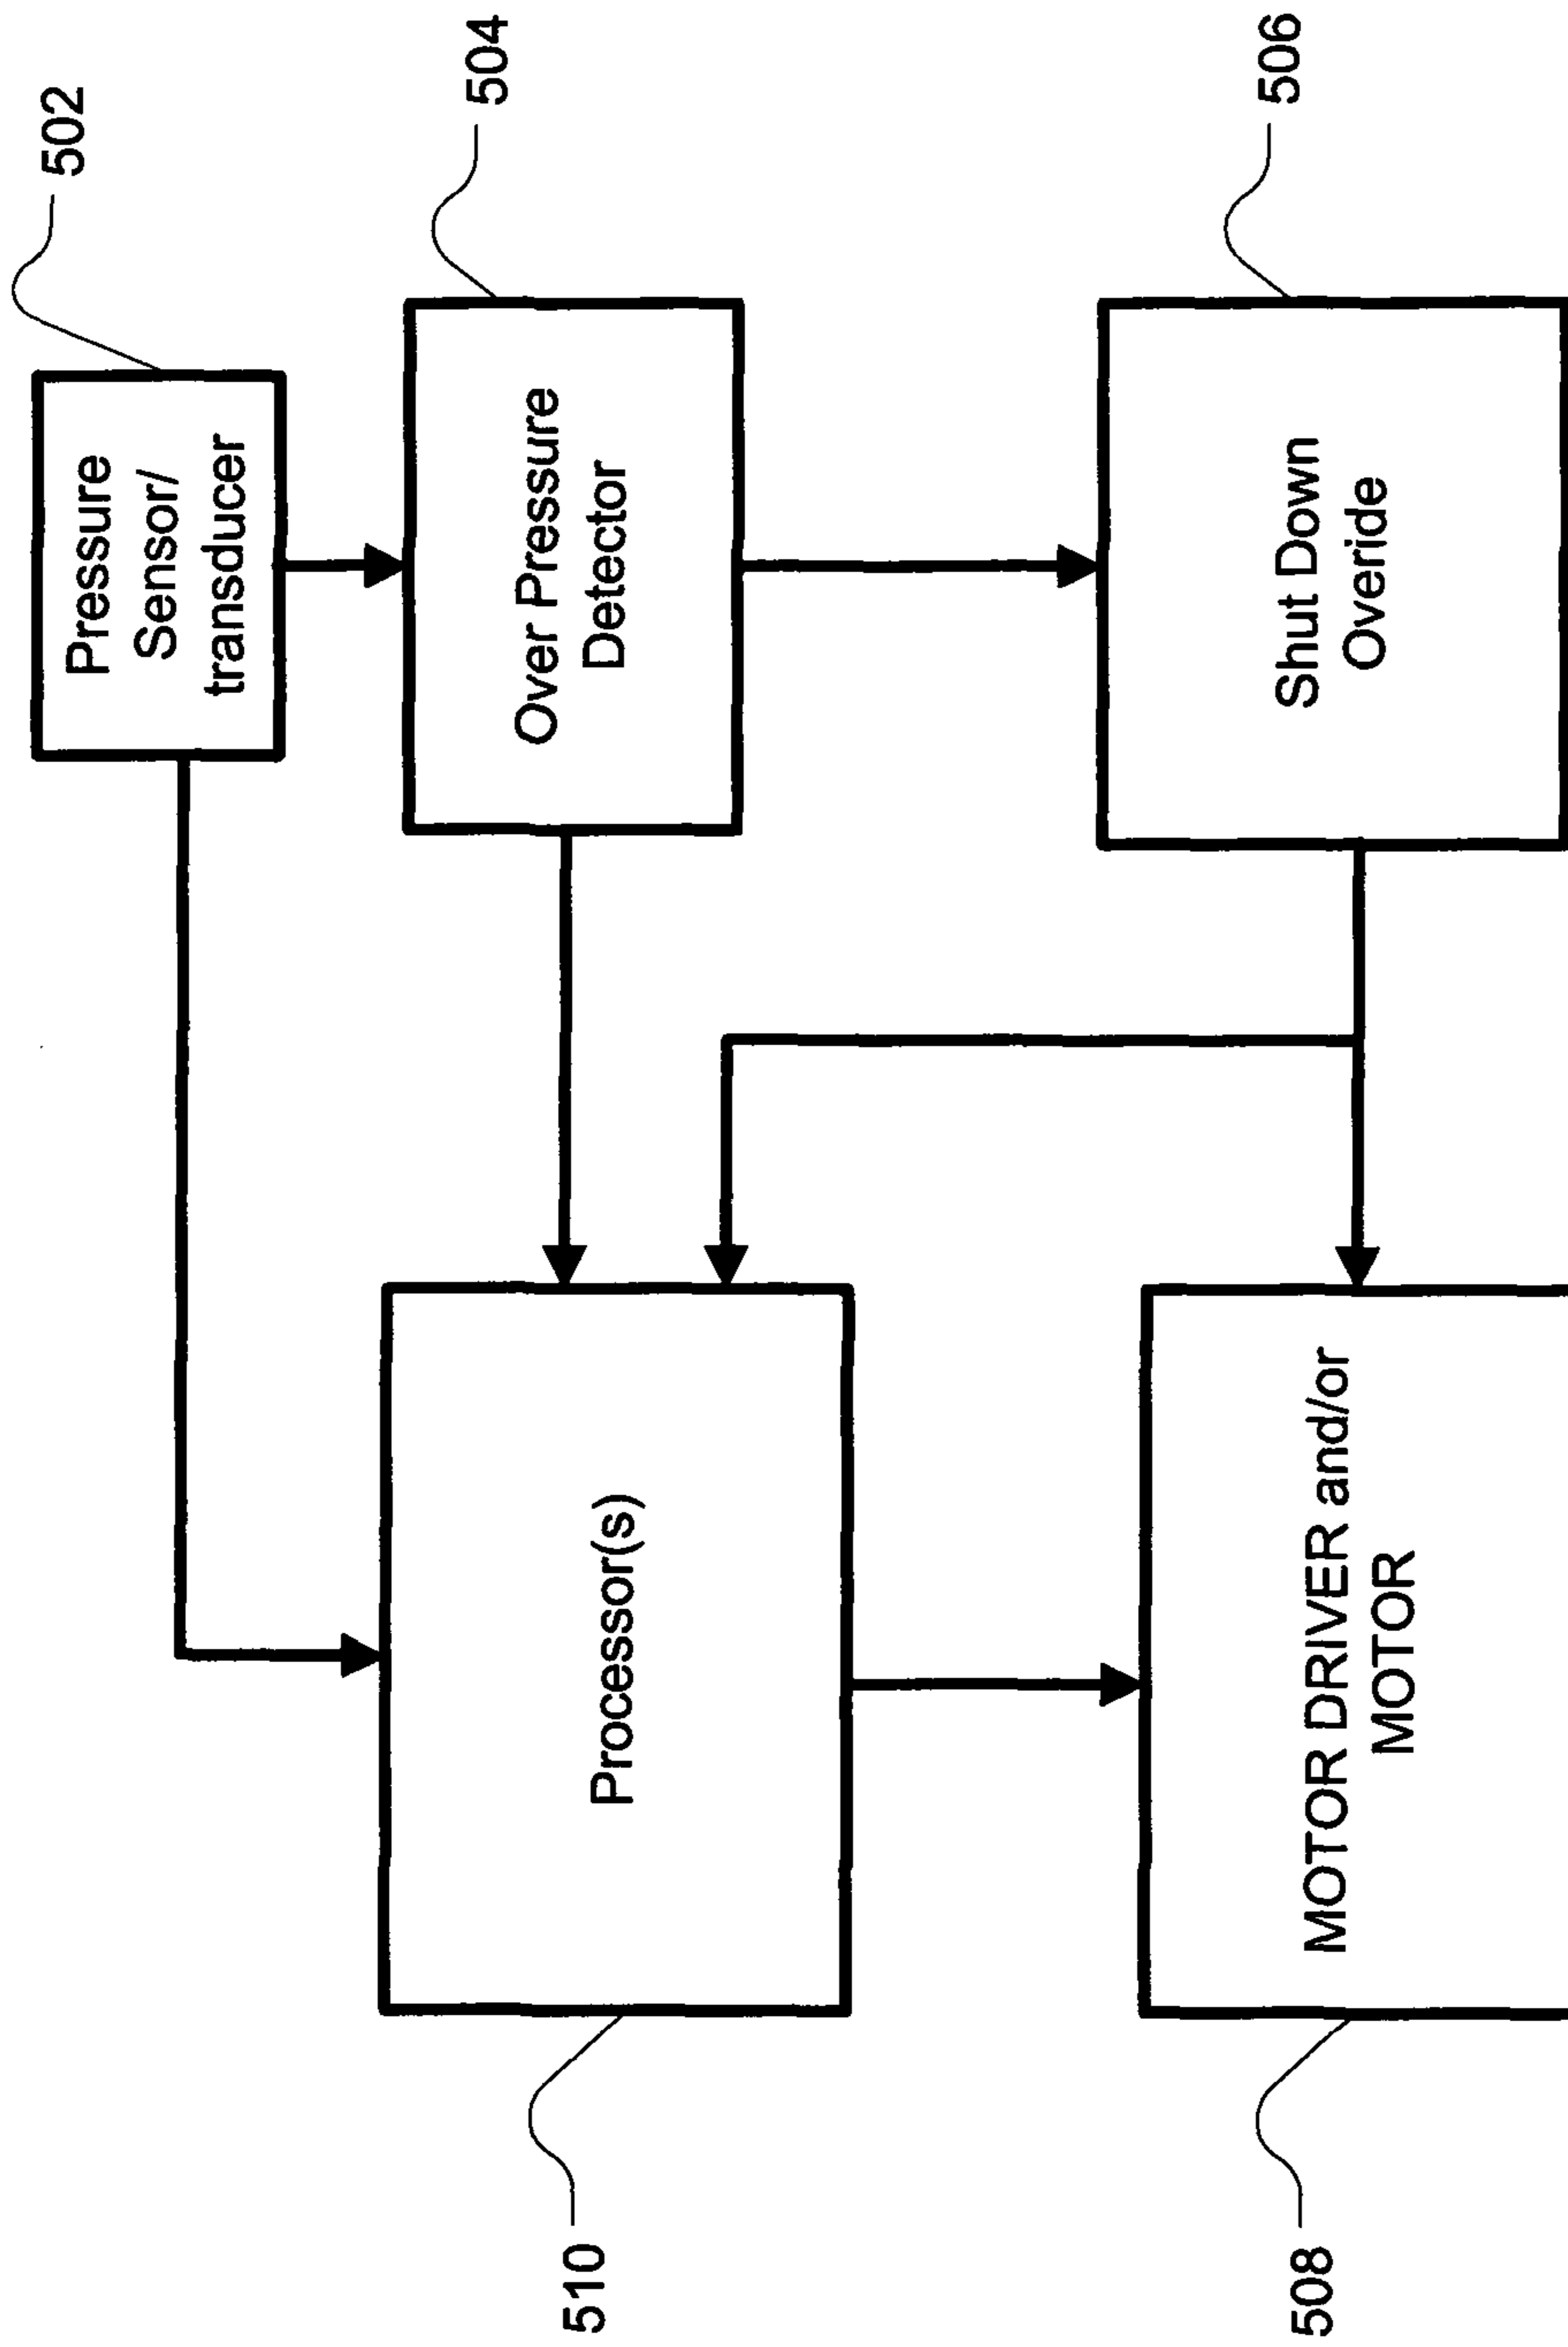 502
Pressure
Sensor/
transducer
504
Over Pressure
Detector
510
Processor(s)
506
Shut Down
Override
508
MOTOR DRIVER and/or
MOTOR